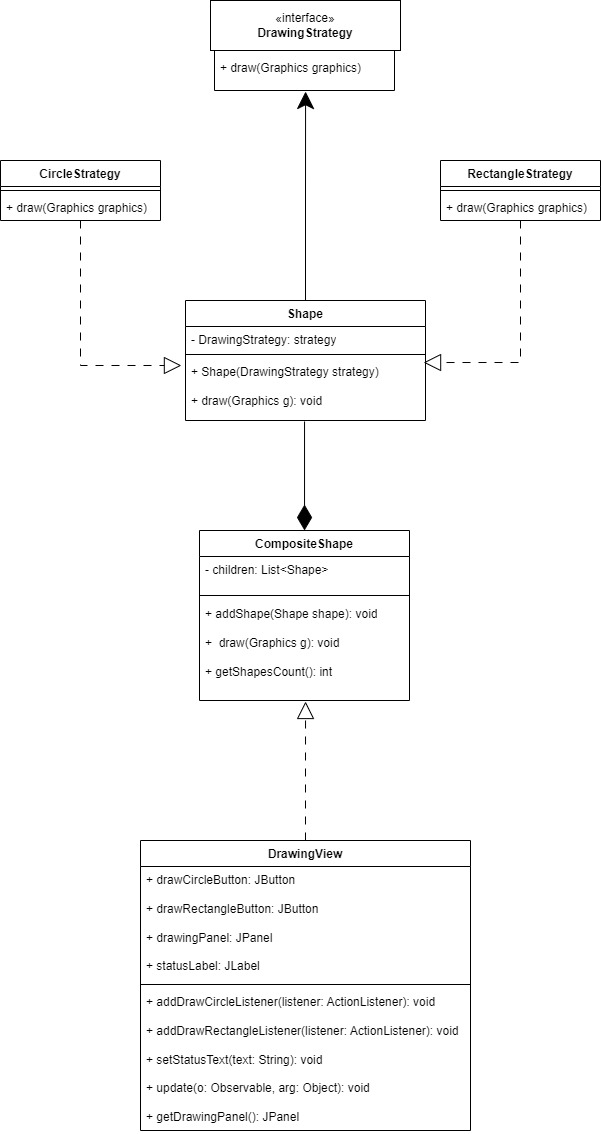 «interface»
DrawingStrategy
+ draw(Graphics graphics)
CircleStrategy
+ draw(Graphics graphics)
RectangleStrategy
+ draw(Graphics graphics)
Shape
- DrawingStrategy: strategy
+ Shape(DrawingStrategy strategy)
+ draw(Graphics g): void
CompositeShape
- children: List<Shape>
+ addShape(Shape shape): void
+  draw(Graphics g): void
+ getShapesCount(): int
DrawingView
+ drawCircleButton: JButton
+ drawRectangleButton: JButton
+ drawingPanel: JPanel
+ statusLabel: JLabel
+ addDrawCircleListener(listener: ActionListener): void
+ addDrawRectangleListener(listener: ActionListener): void
+ setStatusText(text: String): void
+ update(o: Observable, arg: Object): void
+ getDrawingPanel(): JPanel